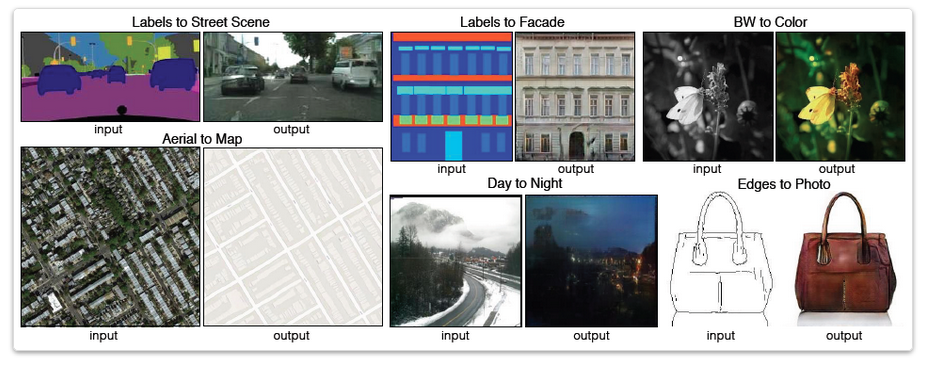 Labels to Street Scene
input
output
Aerial to Map
input
output
Labels to Facade
input
output
Day to Night
input
output
BW to Color
input
output
Edges to Photo
input
output